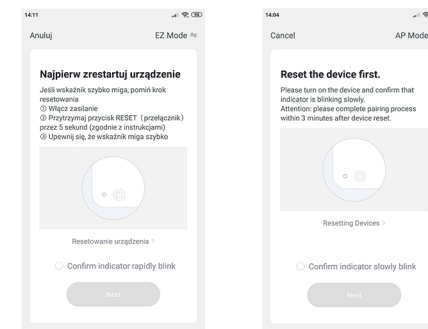 14:11
Anuluj
EZ Mode
Najpierw zrestartuj urządzenie
Jeśli wskaźnik szybko miga, pomiń krok
resetowania
① Włącz zasilanie
② Przytrzymaj przycisk RESET (przełącznik)
przez 5 sekund (zgodnie z instrukcjami)
③ Upewnij się, że wskaźnik miga szybko
Resetowanie urządzenia >
Confirm indicator rapidly blink
Next
14:04
Cancel
AP Mode
Reset the device first.
Please turn on the device and confirm that
indicator is blinking slowly.
Attention: please complete pairing process
within 3 minutes after device reset.
Resetting Devices >
Confirm indicator slowly blink
Next